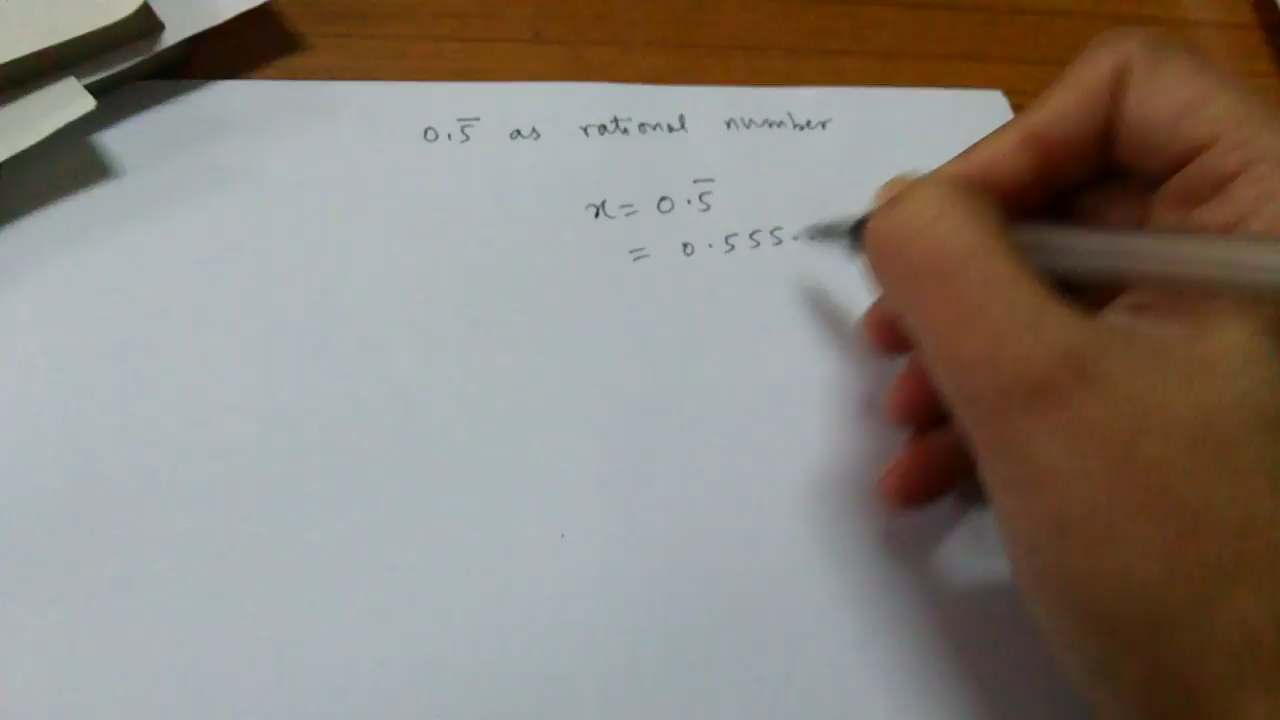 0.5̅ as rational number
x = 0.5̅
= 0.555.